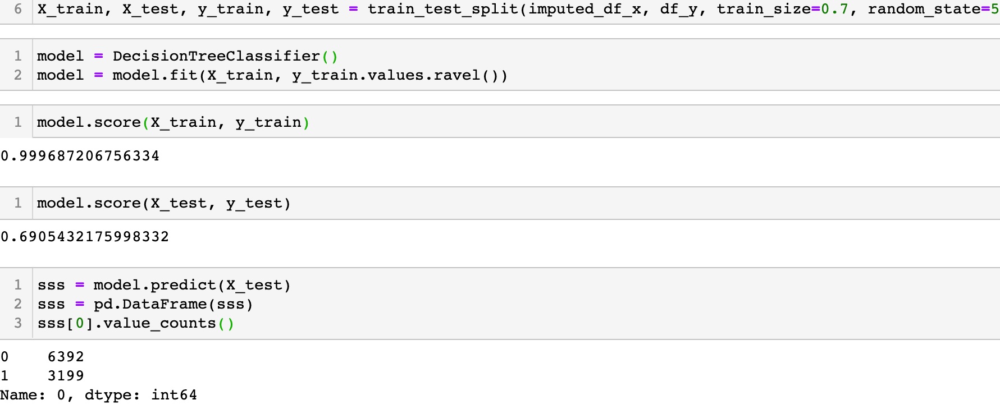 6 X_train, X_test, y_train, y_test = train_test_split(imputed_df_x, df_y, train_size=0.7, random_state=5
1 model = DecisionTreeClassifier()
2 model = model.fit(X_train, y_train.values.ravel())
1 model.score(X_train, y_train)
0.999687206756334
1 model.score(X_test, y_test)
0.6905432175998332
1 sss = model.predict(X_test)
2 sss = pd.DataFrame(sss)
3 sss[0].value_counts()
0 6392
1 3199
Name: 0, dtype: int64